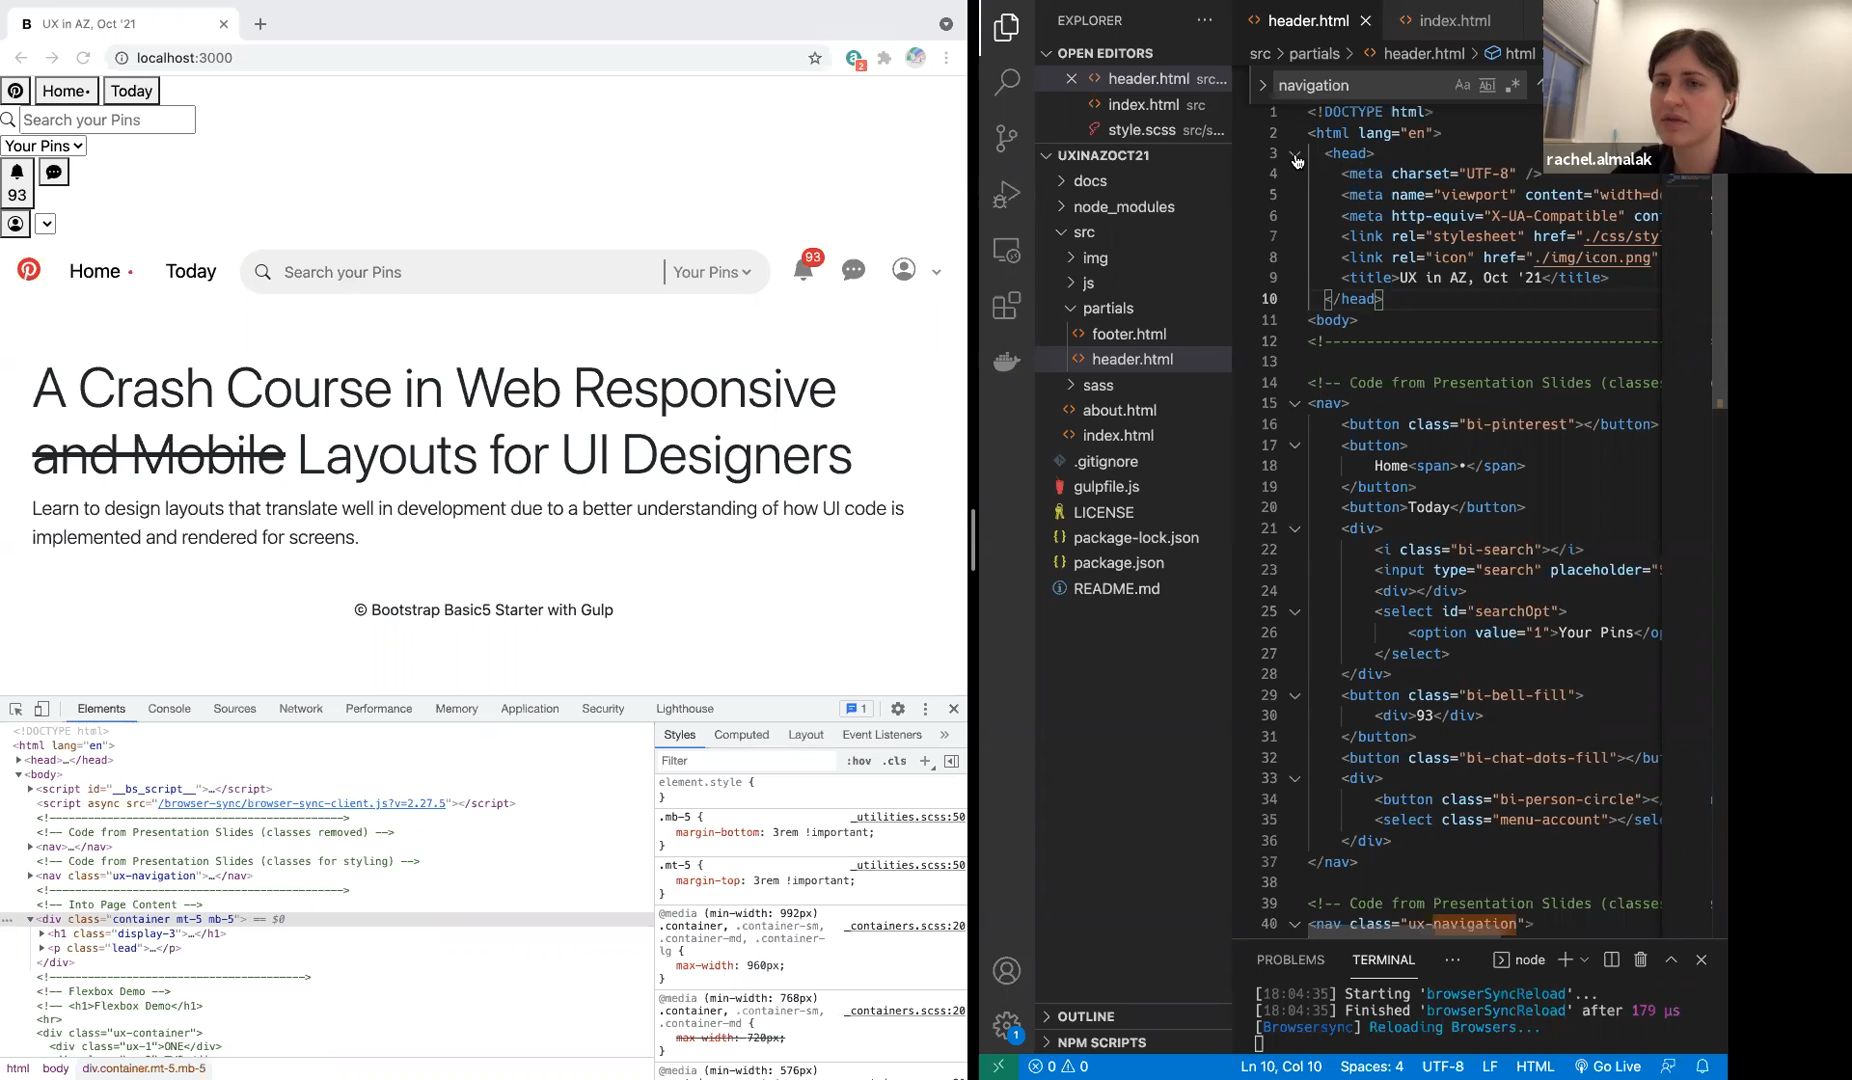 UX in AZ, Oct '21
localhost:3000
2
Home•
Today
Search your Pins
Your Pins
93
Home •
Today
Search your Pins
Your Pins
93
A Crash Course in Web Responsive
and Mobile Layouts for UI Designers
Learn to design layouts that translate well in development due to a better understanding of how UI code is
implemented and rendered for screens.
© Bootstrap Basic5 Starter with Gulp
Elements Console Sources Network Performance Memory Application Security Lighthouse 1
<!DOCTYPE html>
<html lang="en">
<head>…</head>
<body>
<script id="__bs_script__">…</script>
<script async src="/browser-sync/browser-sync-client.js?v=2.27.5"></script>
<!-- Code from Presentation Slides (classes removed) -->
<nav>…</nav>
<!-- Code from Presentation Slides (classes for styling) -->
<nav class="ux-navigation">…</nav>
<!-- Into Page Content -->
<div class="container mt-5 mb-5"> == $0
<h1 class="display-3">…</h1>
<p class="lead">…</p>
</div>
<!-- Flexbox Demo -->
<!-- <h1>Flexbox Demo</h1>
<hr>
<div class="ux-container">
<div class="ux-1">ONE</div>
html body div.container.mt-5.mb-5
Styles Computed Layout Event Listeners »
Filter :hov .cls +
element.style {
}
.mb-5 { _utilities.scss:50
margin-bottom: 3rem !important;
}
.mt-5 { _utilities.scss:50
margin-top: 3rem !important;
}
@media (min-width: 992px)
.container, .container-sm, _containers.scss:20
.container-md, .container-
lg {
max-width: 960px;
}
@media (min-width: 768px)
.container, .container-sm, _containers.scss:20
.container-md {
max-width: 720px;
}
@media (min-width: 576px)
EXPLORER
OPEN EDITORS
header.html src...
index.html src
style.scss src/s...
UXINAZOCT21
docs
node_modules
src
img
js
partials
footer.html
header.html
sass
about.html
index.html
.gitignore
gulpfile.js
LICENSE
package-lock.json
package.json
README.md
OUTLINE
NPM SCRIPTS
1
header.html
index.html
src > partials > header.html > html
navigation
Aa
rachel.almalak
1 <!DOCTYPE html>
2 <html lang="en">
3 <head>
4 <meta charset="UTF-8" />
5 <meta name="viewport" content="width=d
6 <meta http-equiv="X-UA-Compatible" con
7 <link rel="stylesheet" href="./css/sty
8 <link rel="icon" href="./img/icon.png"
9 <title>UX in AZ, Oct '21</title>
10 </head>
11 <body>
12 <!---------------------------------------
13
14 <!-- Code from Presentation Slides (classe
15 <nav>
16 <button class="bi-pinterest"></button>
17 <button>
18 Home<span>•</span>
19 </button>
20 <button>Today</button>
21 <div>
22 <i class="bi-search"></i>
23 <input type="search" placeholder="
24 <div></div>
25 <select id="searchOpt">
26 <option value="1">Your Pins</o
27 </select>
28 </div>
29 <button class="bi-bell-fill">
30 <div>93</div>
31 </button>
32 <button class="bi-chat-dots-fill"></bu
33 <div>
34 <button class="bi-person-circle"></
35 <select class="menu-account"></sel
36 </div>
37 </nav>
38
39 <!-- Code from Presentation Slides (classe
40 <nav class="ux-navigation">
PROBLEMS TERMINAL ··· node
[18:04:35] Starting 'browserSyncReload'...
[18:04:35] Finished 'browserSyncReload' after 179 μs
[Browsersync] Reloading Browsers...
0 0 Ln 10, Col 10 Spaces: 4 UTF-8 LF HTML Go Live